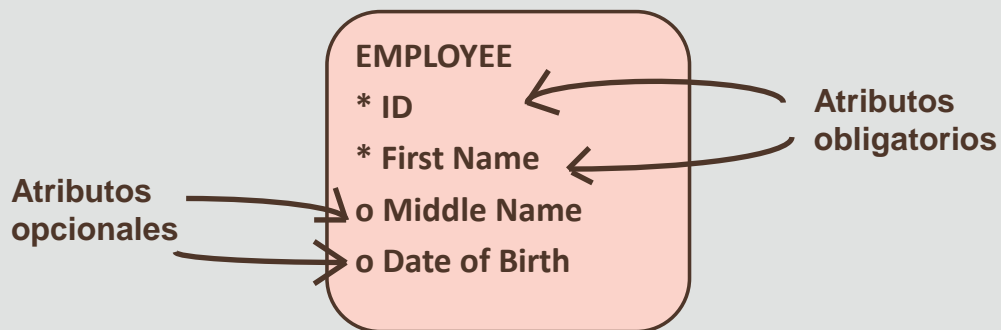 EMPLOYEE
* ID
* First Name
o Middle Name
o Date of Birth
Atributos
obligatorios
Atributos
opcionales